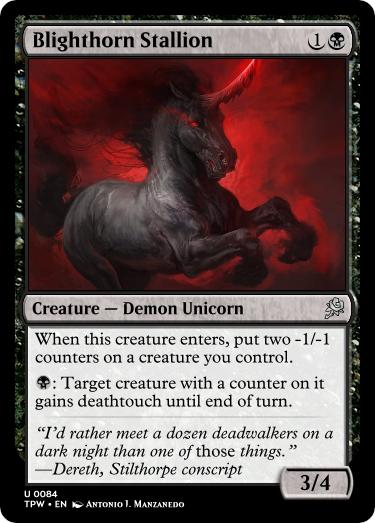 Blighthorn Stallion 1
Creature — Demon Unicorn
When this creature enters, put two -1/-1
counters on a creature you control.
: Target creature with a counter on it
gains deathtouch until end of turn.
“I’d rather meet a dozen deadwalkers on a
dark night than one of those things.”
—Dereth, Stilthorpe conscript
3/4
U 0084
TPW • EN Antonio J. Manzanedo